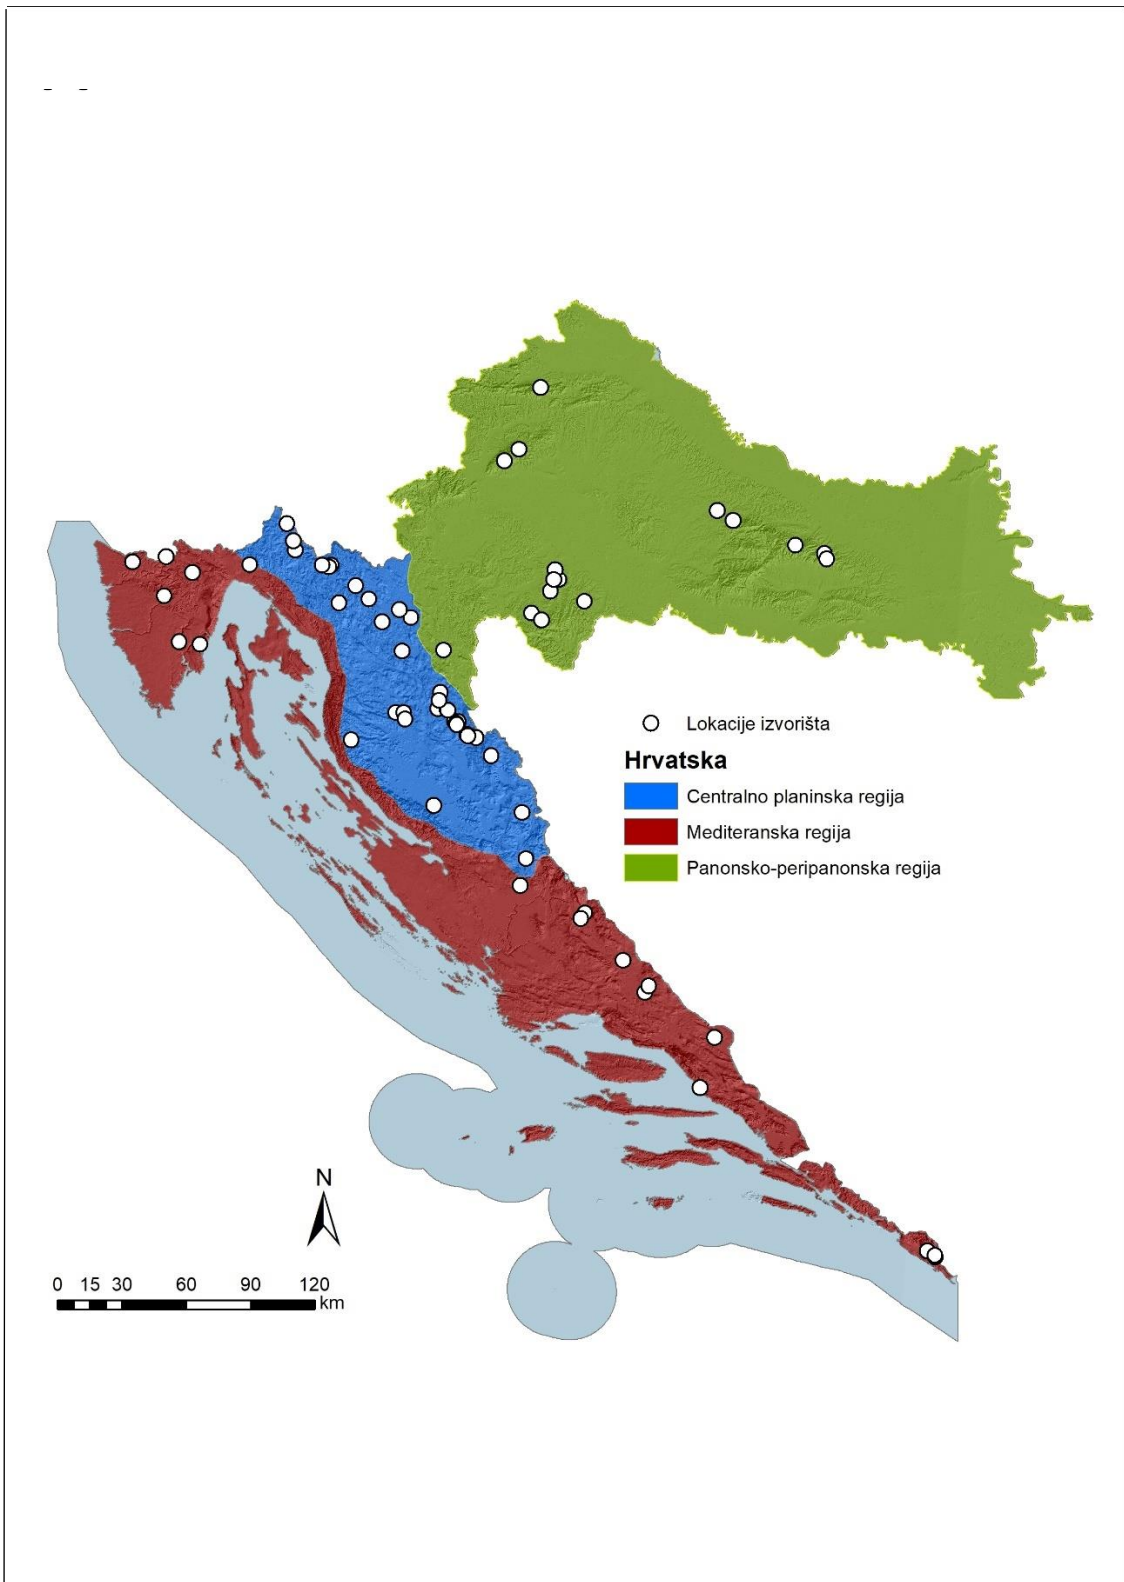 Lokacije izvorišta
Hrvatska
Centralno planinska regija
Mediteranska regija
Panonsko-peripanonska regija
N
0 15 30 60 90 120
km